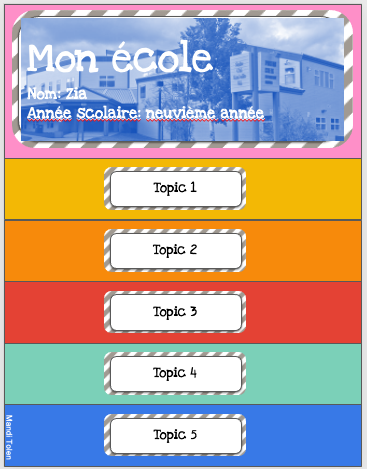 Mon école
Nom: Zia
Année scolaire: neuvième année
Topic 1
Topic 2
Topic 3
Topic 4
Topic 5
Mandi Tolen